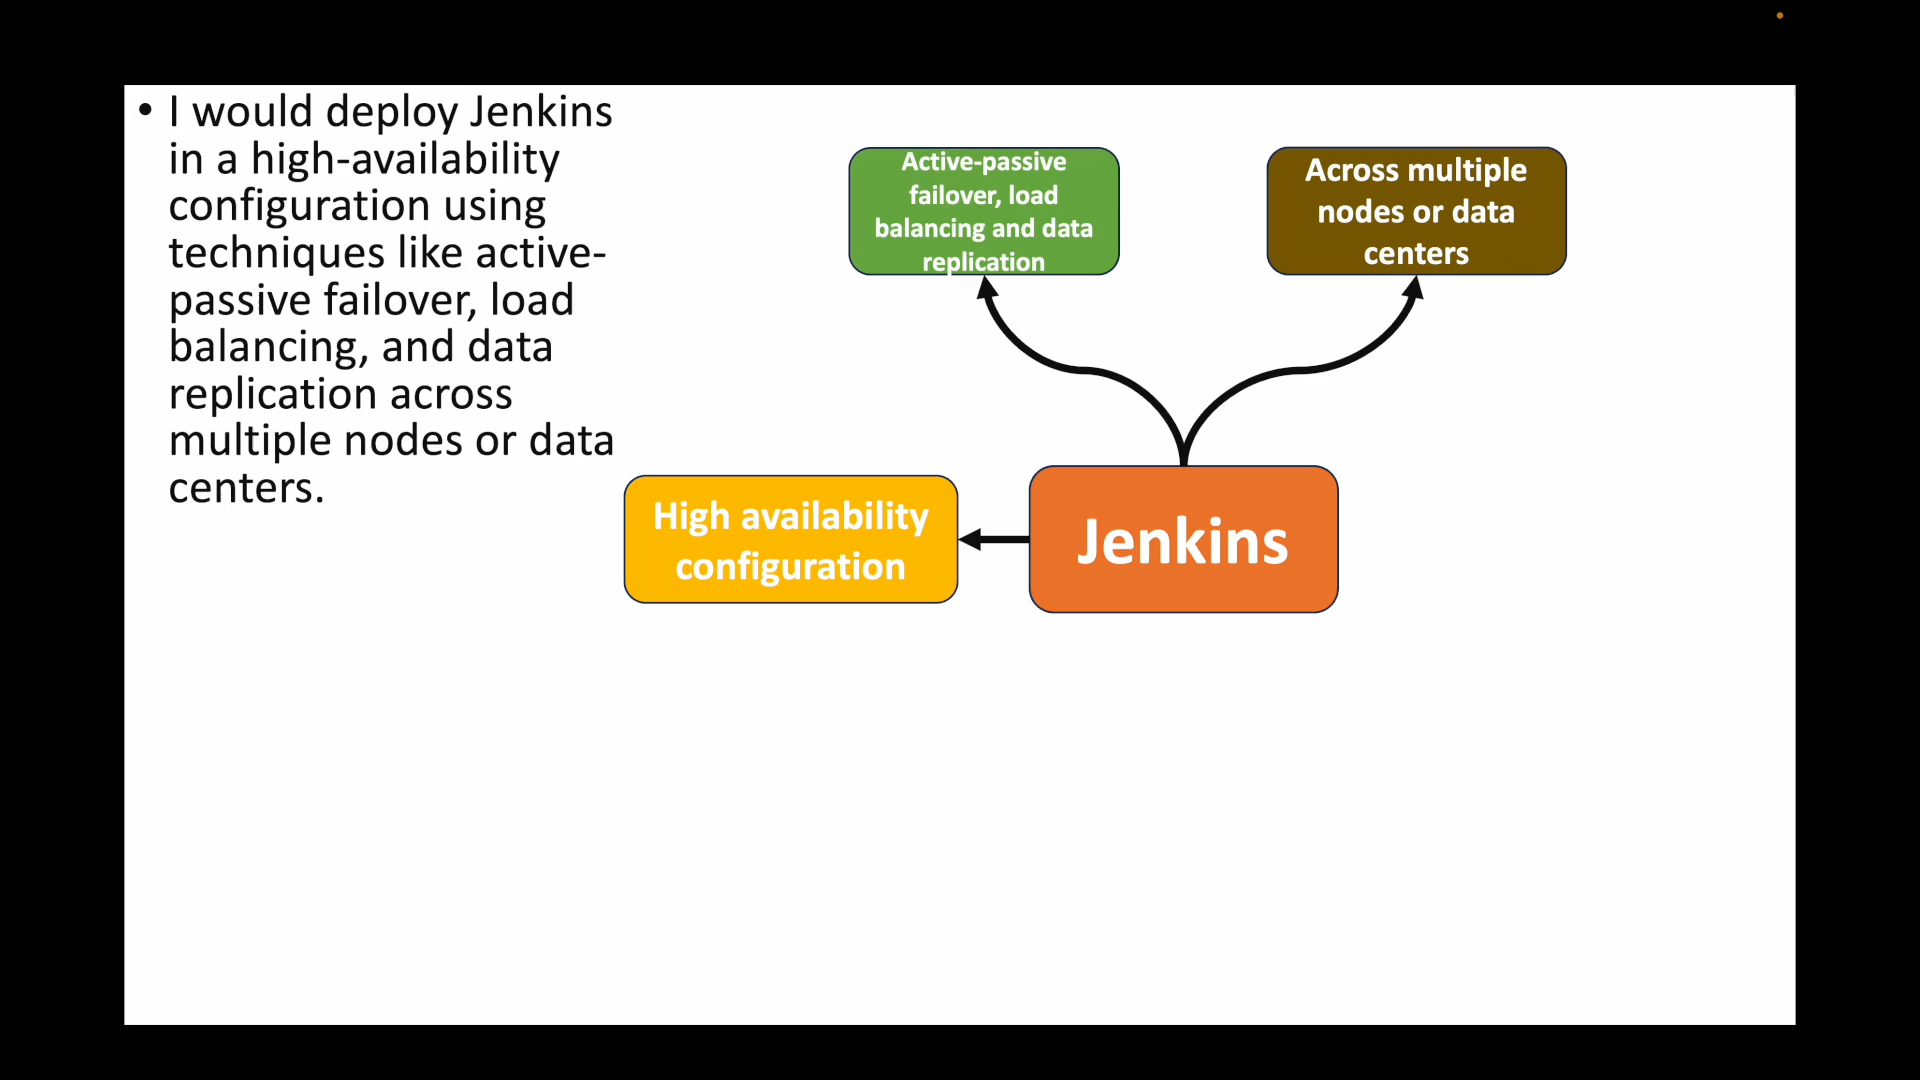 • I would deploy Jenkins
in a high-availability
configuration using
techniques like active-
passive failover, load
balancing, and data
replication across
multiple nodes or data
centers.
Active-passive
failover, load
balancing and data
replication
Across multiple
nodes or data
centers
High availability
configuration
Jenkins